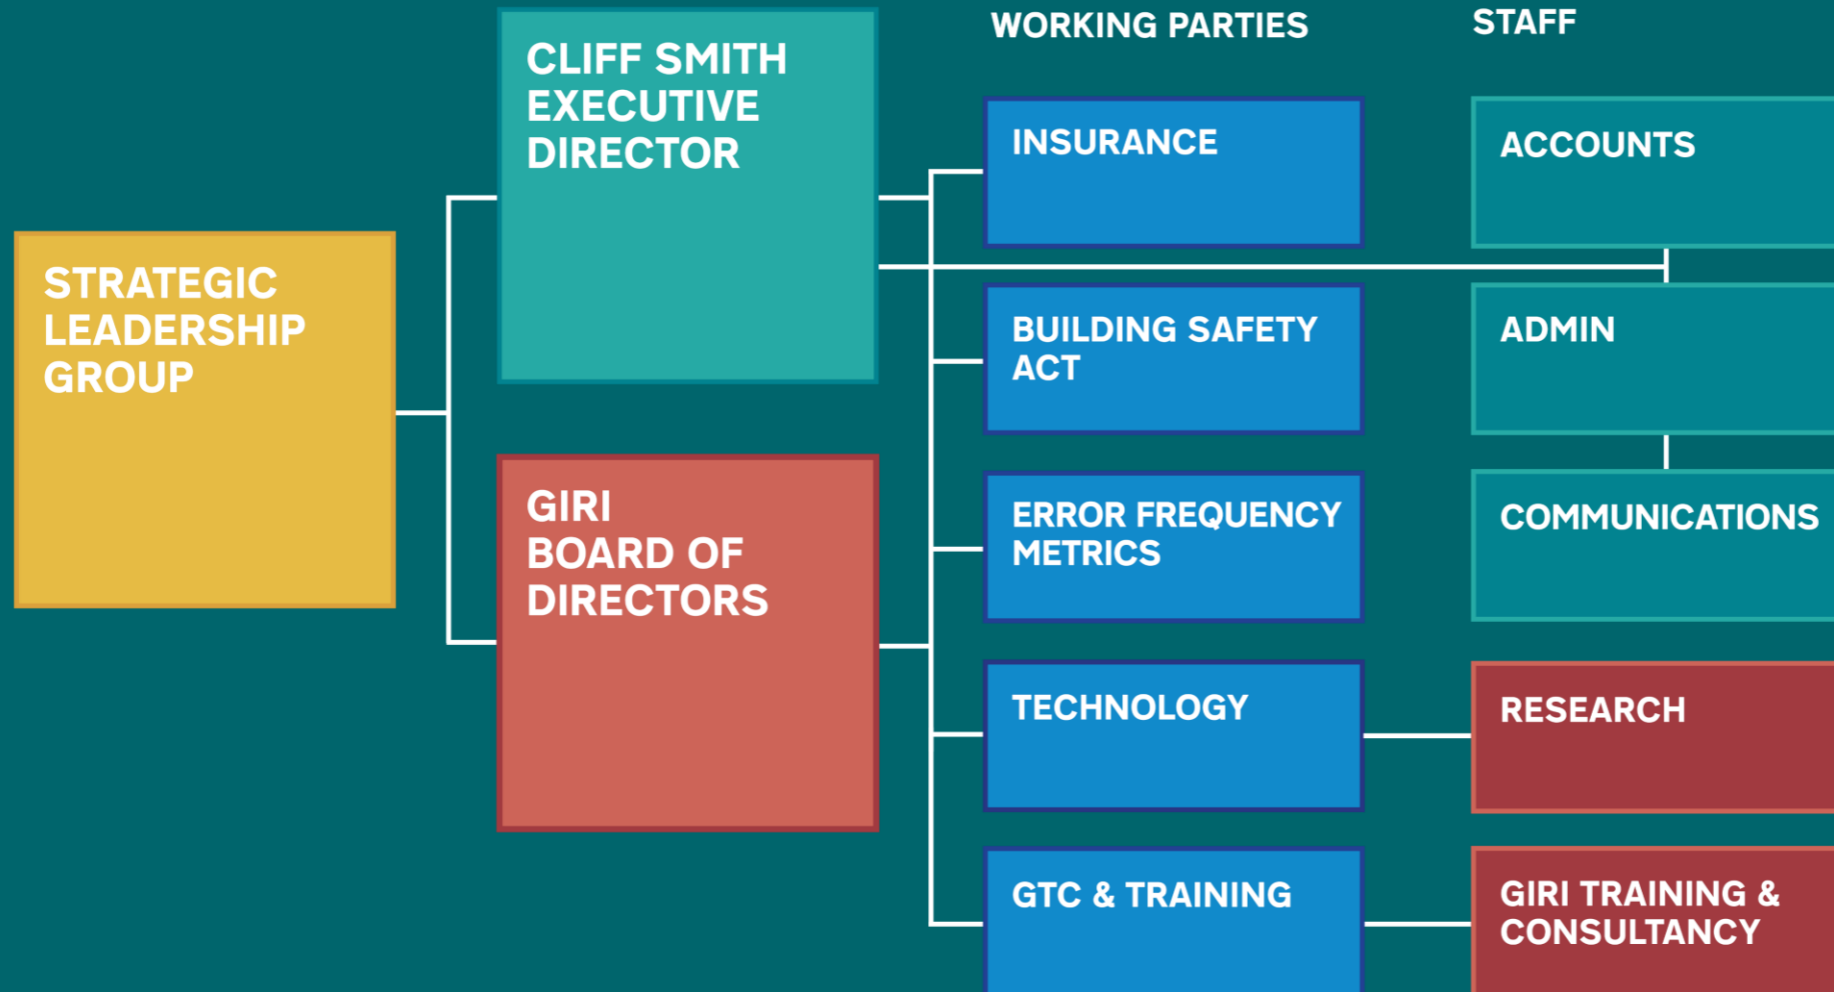 STRATEGIC
LEADERSHIP
GROUP
CLIFF SMITH
EXECUTIVE
DIRECTOR
GIRI
BOARD OF
DIRECTORS
WORKING PARTIES
INSURANCE
BUILDING SAFETY
ACT
ERROR FREQUENCY
METRICS
TECHNOLOGY
GTC & TRAINING
STAFF
ACCOUNTS
ADMIN
COMMUNICATIONS
RESEARCH
GIRI TRAINING &
CONSULTANCY